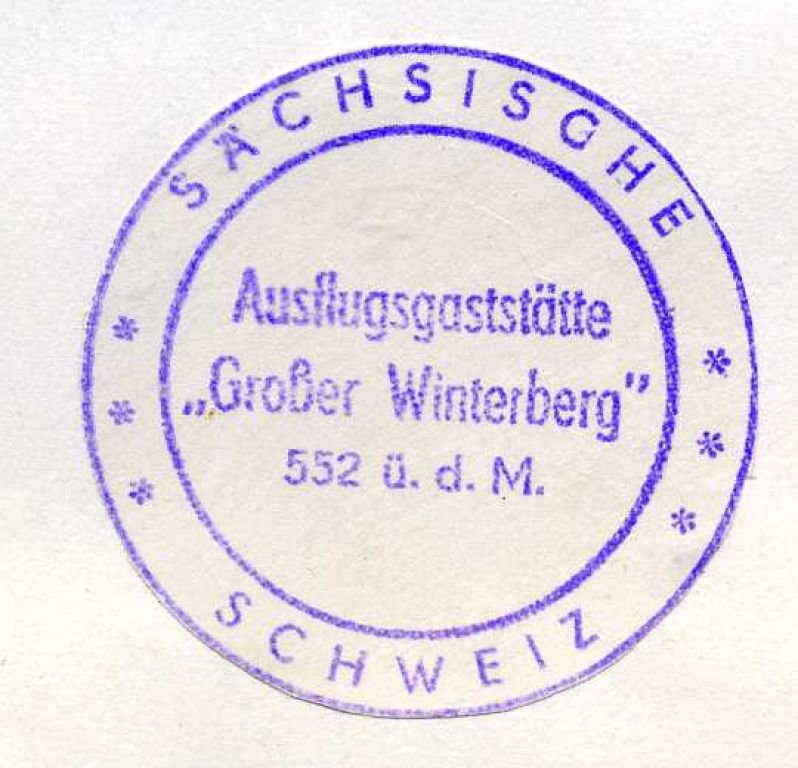 SÄCHSISCHE
Ausflugsgaststätte
„Großer Winterberg”
552 ü. d. M.
SCHWEIZ